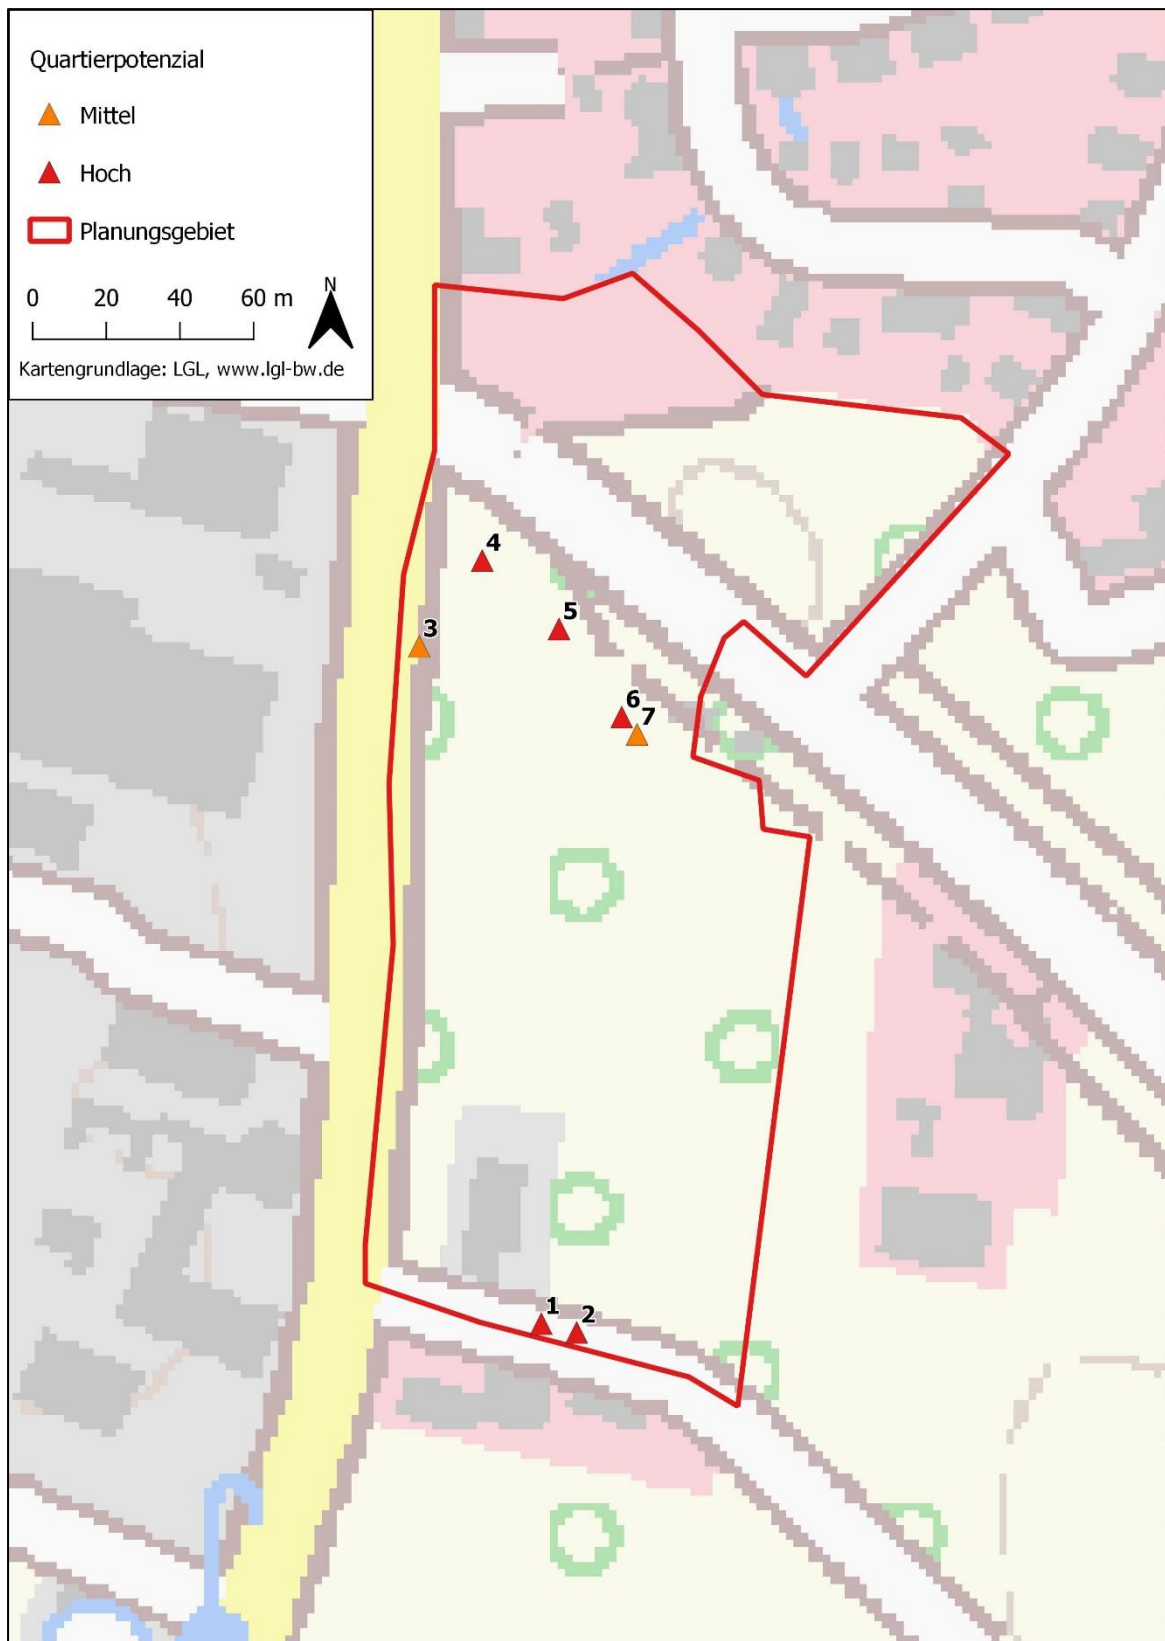 Quartierpotenzial
Mittel
Hoch
Planungsgebiet
0 20 40 60 m
N
Kartengrundlage: LGL, www.lgl-bw.de
4
5
3
6
7
1
2